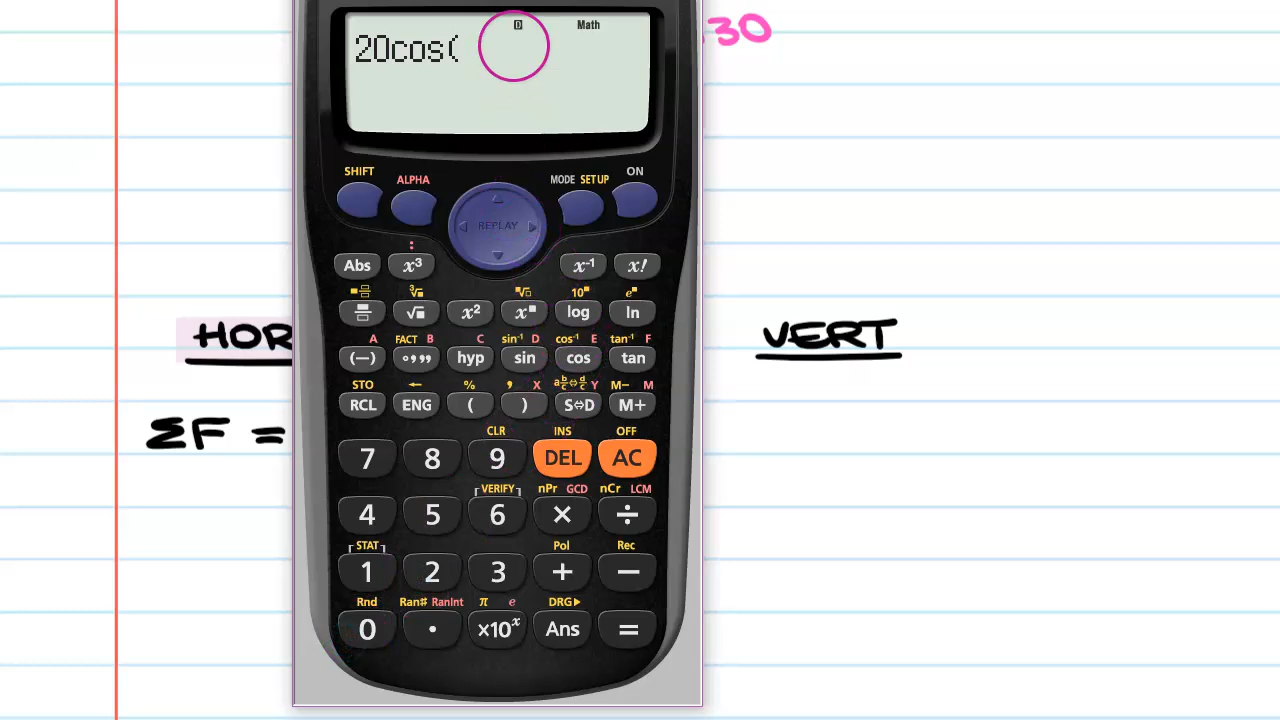 30
D Math
20cos(
SHIFT ALPHA MODE SETUP ON
REPLAY
:
Abs x³ x⁻¹ x!
■□/□ ³√□ ■√□ 10■ e■
■/□ √■ x² x■ log ln
A FACT B C sin⁻¹ D cos⁻¹ E tan⁻¹ F
(−) °,,, hyp sin cos tan
STO ← % , X a b/c⇔d/c Y M− M
RCL ENG ( ) S⇔D M+
CLR INS OFF
7 8 9 DEL AC
VERIFY nPr GCD nCr LCM
4 5 6 × ÷
STAT Pol Rec
1 2 3 + −
Rnd Ran# RanInt π e DRG▶
0 • ×10ˣ Ans =
HOR
VERT
ΣF =